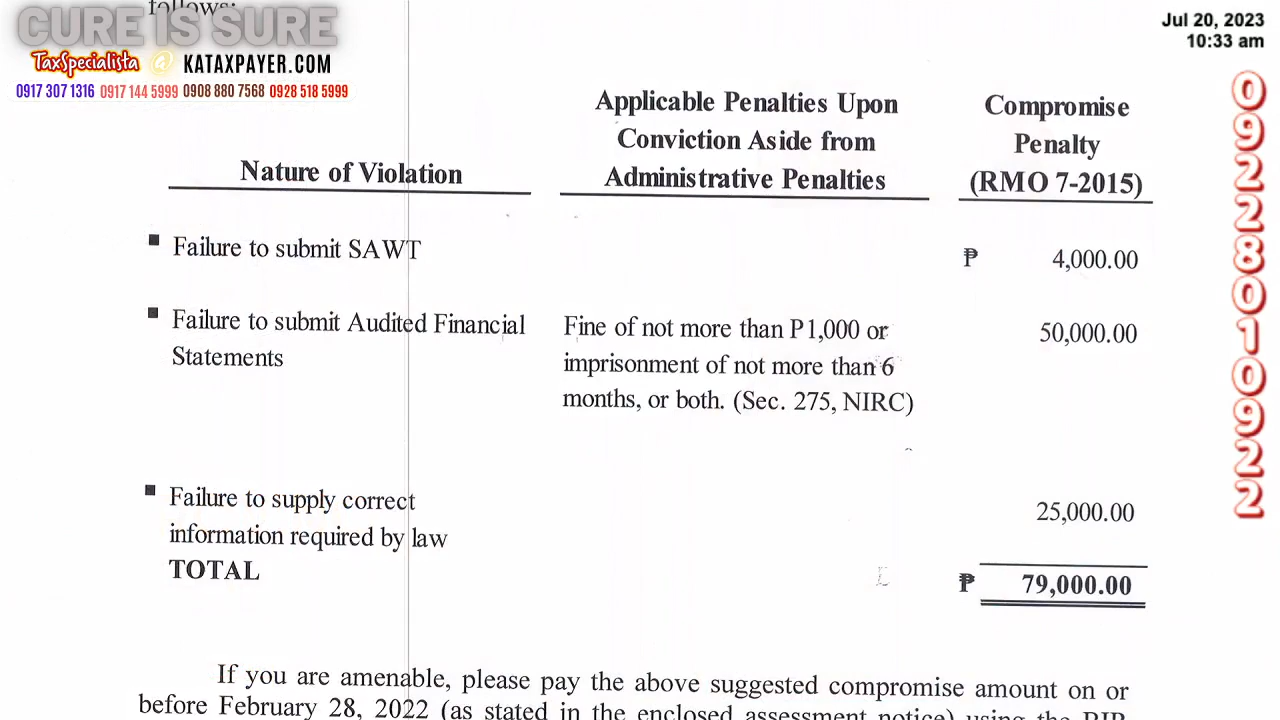 follows:
CURE IS SURE
TaxSpecialista @ KATAXPAYER.COM
0917 307 1316 0917 144 5999 0908 880 7568 0928 518 5999
Jul 20, 2023
10:33 am
09228010922
Nature of Violation
Applicable Penalties Upon
Conviction Aside from
Administrative Penalties
Compromise
Penalty
(RMO 7-2015)
▪ Failure to submit SAWT
₱ 4,000.00
▪ Failure to submit Audited Financial
Statements
Fine of not more than P1,000 or
imprisonment of not more than 6
months, or both. (Sec. 275, NIRC)
50,000.00
▪ Failure to supply correct
information required by law
25,000.00
TOTAL
₱ 79,000.00
If you are amenable, please pay the above suggested compromise amount on or
before February 28, 2022 (as stated in the enclosed assessment notice) using the BIR